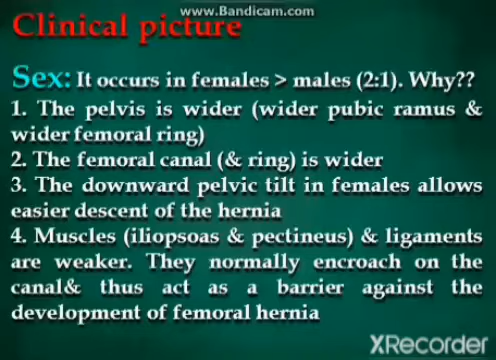 www.Bandicam.com
Clinical picture
Sex: It occurs in females > males (2:1). Why??
1. The pelvis is wider (wider pubic ramus &
wider femoral ring)
2. The femoral canal (& ring) is wider
3. The downward pelvic tilt in females allows
easier descent of the hernia
4. Muscles (iliopsoas & pectineus) & ligaments
are weaker. They normally encroach on the
canal& thus act as a barrier against the
development of femoral hernia
XRecorder